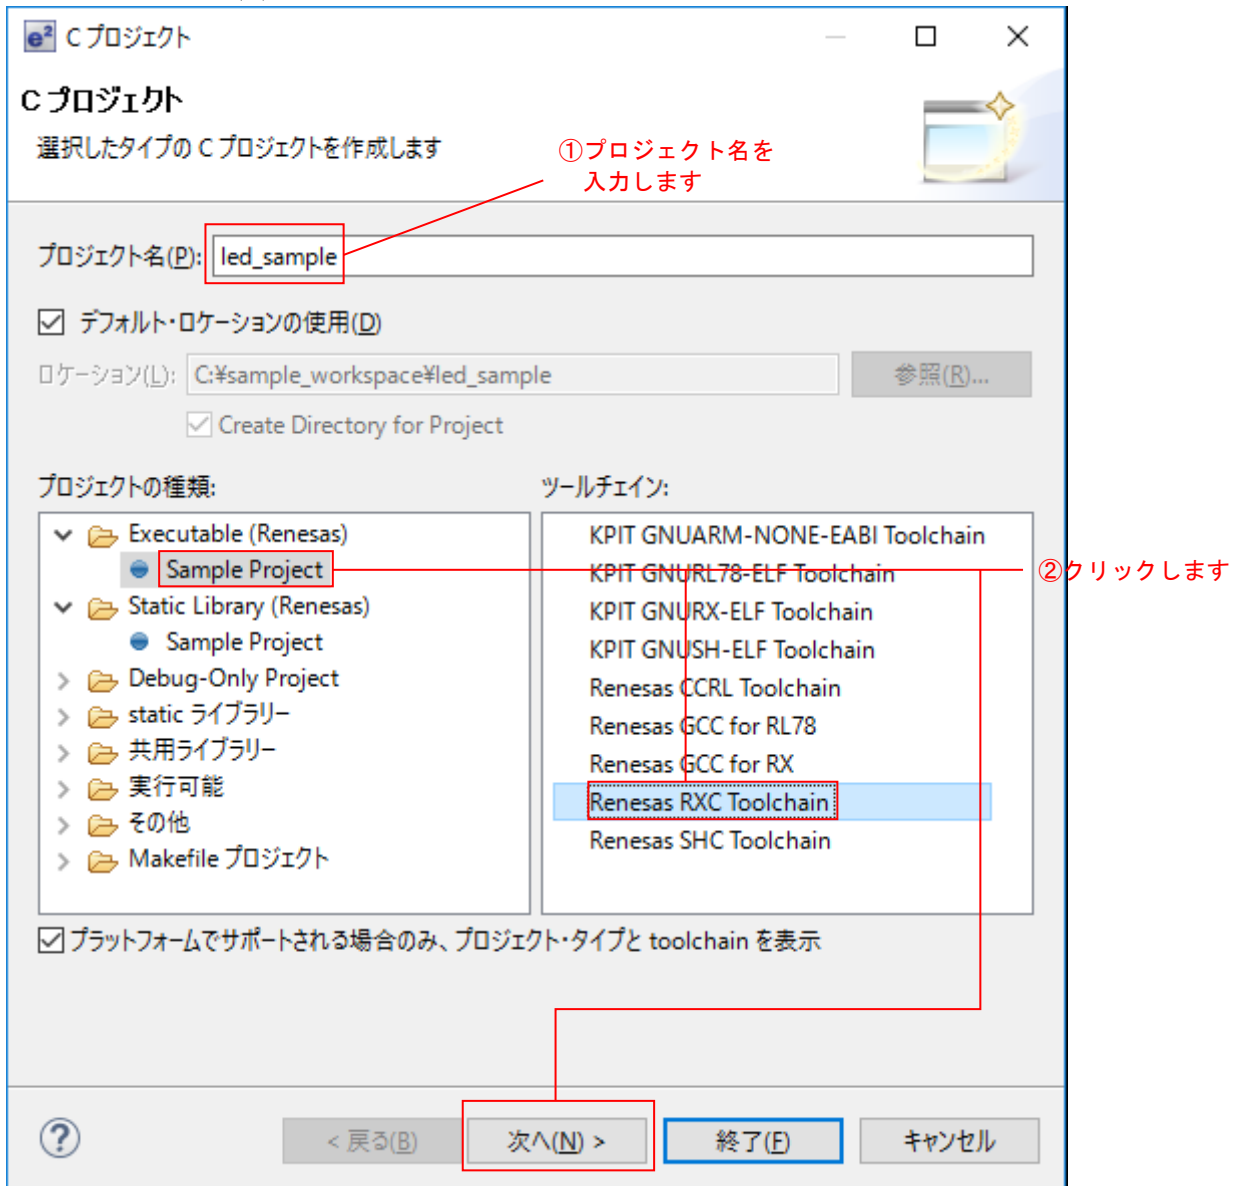 e² C プロジェクト
C プロジェクト
選択したタイプの C プロジェクトを作成します
①プロジェクト名を
入力します
プロジェクト名(P): led_sample
デフォルト・ロケーションの使用(D)
ロケーション(L): C:¥sample_workspace¥led_sample 参照(R)...
Create Directory for Project
プロジェクトの種類:
Executable (Renesas)
Sample Project
Static Library (Renesas)
Sample Project
Debug-Only Project
static ライブラリー
共用ライブラリー
実行可能
その他
Makefile プロジェクト
ツールチェイン:
KPIT GNUARM-NONE-EABI Toolchain
KPIT GNURL78-ELF Toolchain
KPIT GNURX-ELF Toolchain
KPIT GNUSH-ELF Toolchain
Renesas CCRL Toolchain
Renesas GCC for RL78
Renesas GCC for RX
Renesas RXC Toolchain
Renesas SHC Toolchain
②クリックします
プラットフォームでサポートされる場合のみ、プロジェクト・タイプと toolchain を表示
? < 戻る(B) 次へ(N) > 終了(F) キャンセル